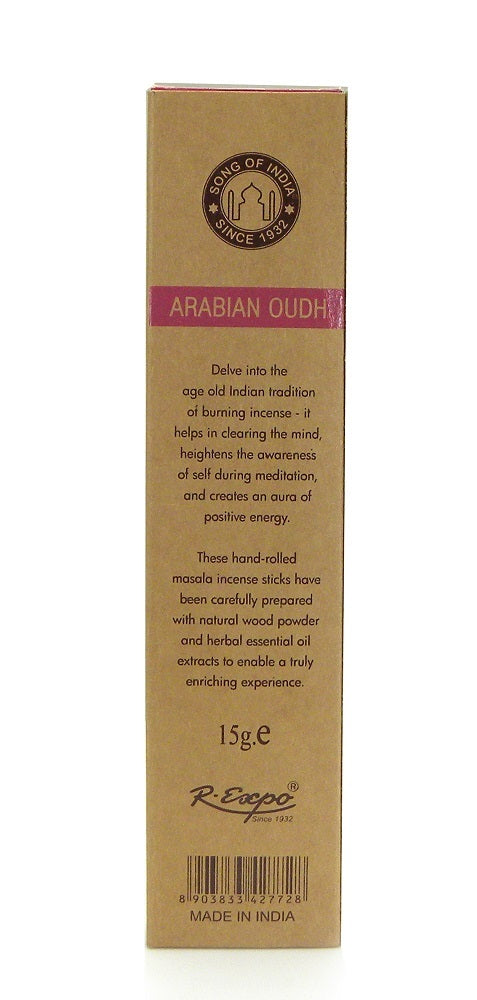 SONG OF INDIA
SINCE 1932
ARABIAN OUDH
Delve into the
age old Indian tradition
of burning incense - it
helps in clearing the mind,
heightens the awareness
of self during meditation,
and creates an aura of
positive energy.
These hand-rolled
masala incense sticks have
been carefully prepared
with natural wood powder
and herbal essential oil
extracts to enable a truly
enriching experience.
15g.e
R-Expo®
Since 1932
8 903833 427728
MADE IN INDIA